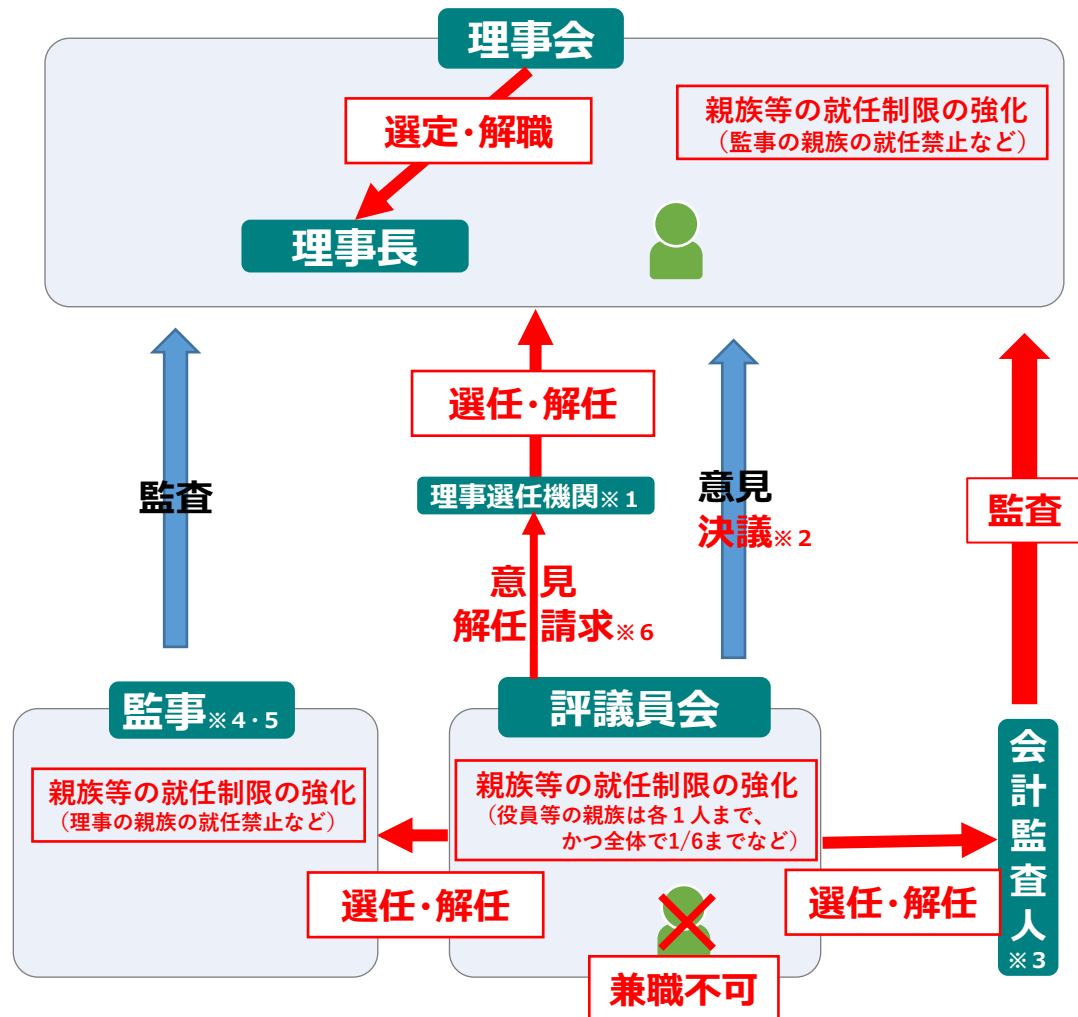 理事会
選定・解職
親族等の就任制限の強化
（監事の親族の就任禁止など）
理事長
選任・解任
監査
理事選任機関※1
意見
決議※2
監査
意見
解任請求※6
監事※4・5
評議員会
親族等の就任制限の強化
（理事の親族の就任禁止など）
親族等の就任制限の強化
（役員等の親族は各１人まで、
かつ全体で1/6までなど）
会計監査人
※3
選任・解任
選任・解任
兼職不可